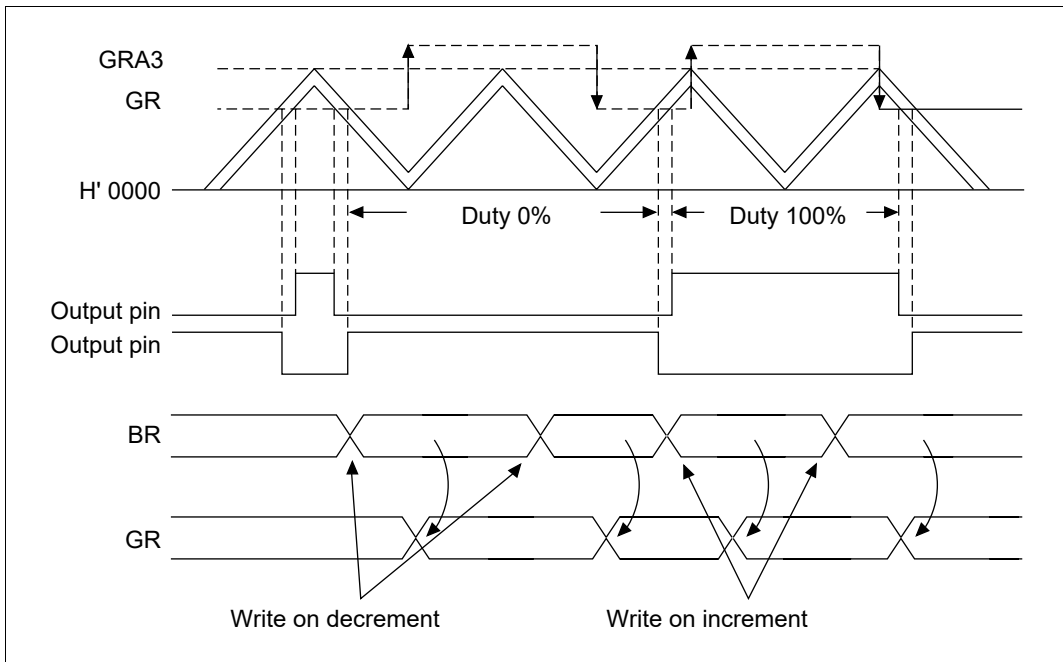 GRA3
GR
H' 0000
Duty 0%
Duty 100%
Output pin
Output pin
BR
GR
Write on decrement
Write on increment